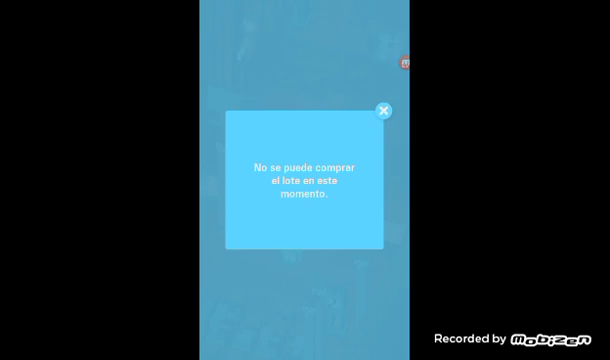 No se puede comprar
el lote en este
momento.
Recorded by Mobizen